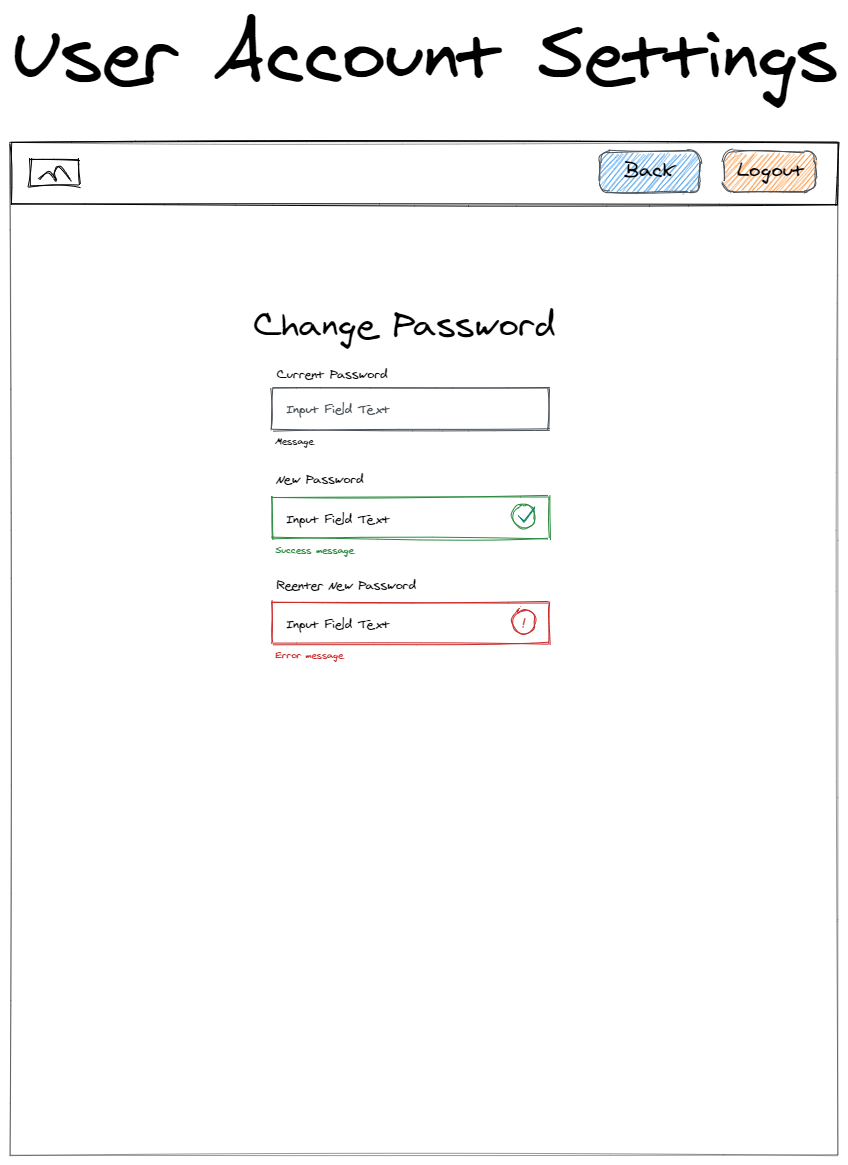 User Account Settings
Back
Logout
Change Password
Current Password
Input Field Text
Message
New Password
Input Field Text
Success message
Reenter New Password
Input Field Text
!
Error message